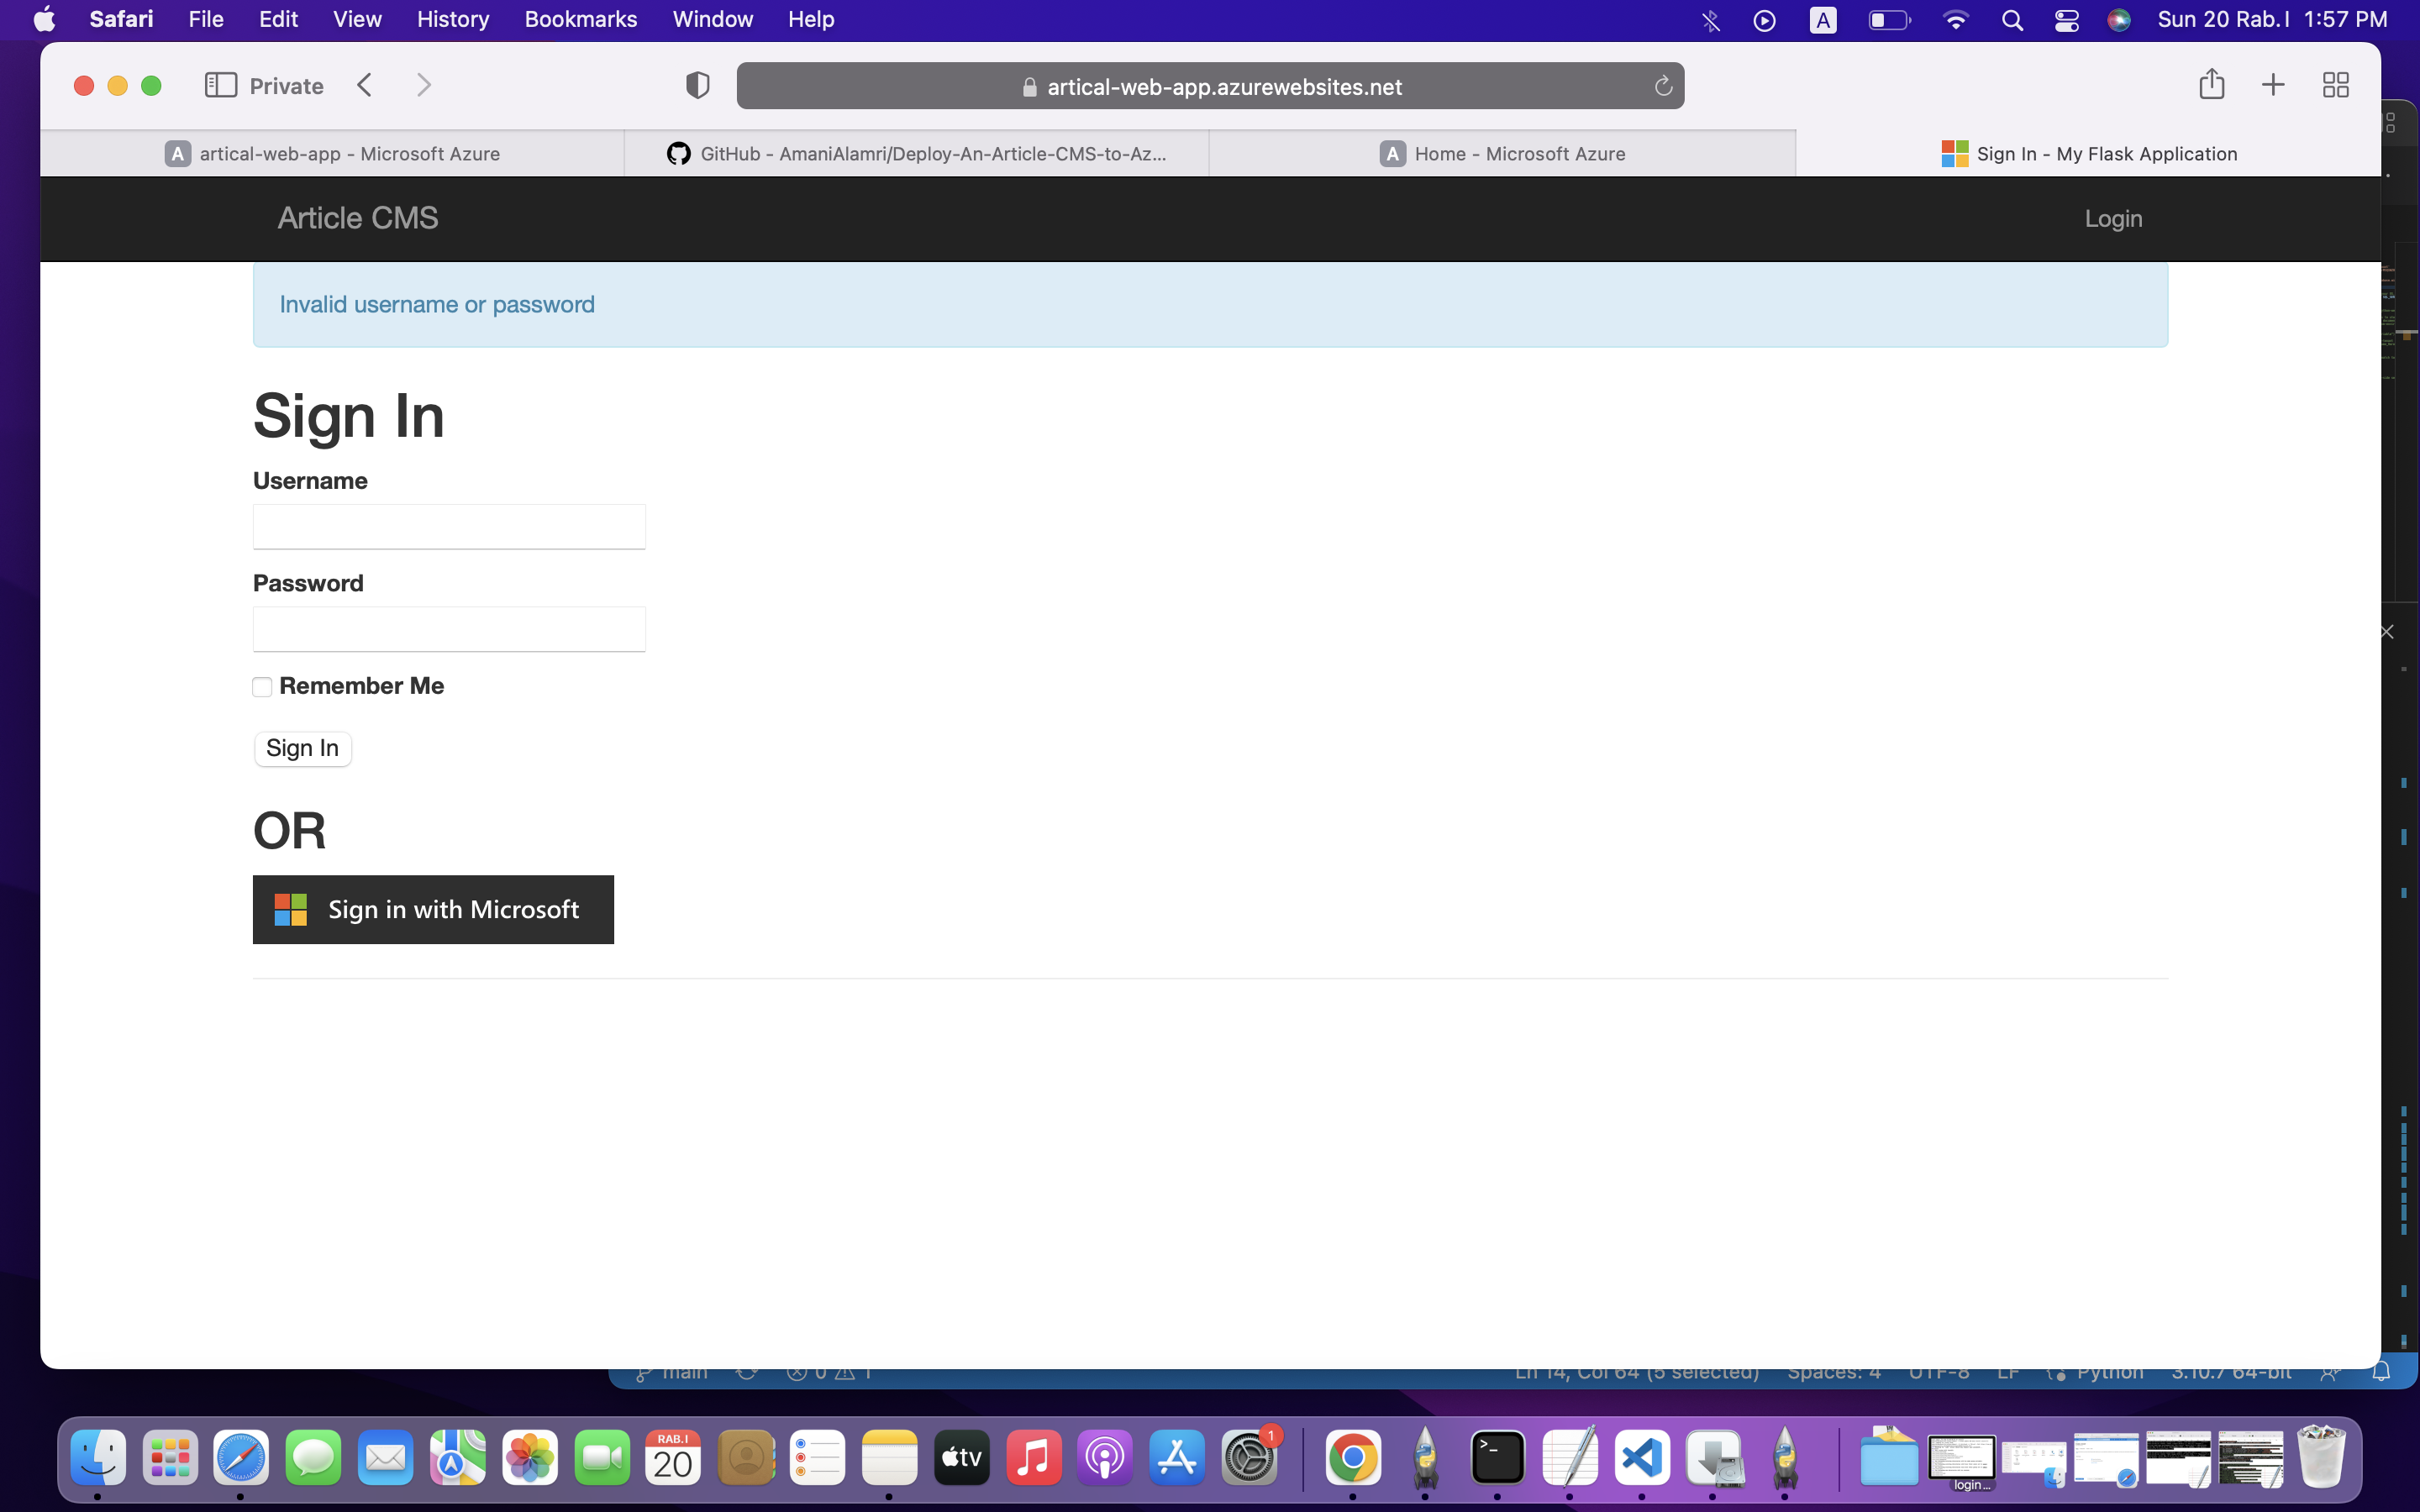 Safari File Edit View History Bookmarks Window Help A Sun 20 Rab.I 1:57 PM
Private artical-web-app.azurewebsites.net
A artical-web-app - Microsoft Azure GitHub - AmaniAlamri/Deploy-An-Article-CMS-to-Az... A Home - Microsoft Azure Sign In - My Flask Application
Article CMS Login
Invalid username or password
Sign In
Username
Password
Remember Me
Sign In
OR
Sign in with Microsoft
main 0 1 Ln 14, Col 64 (5 selected) Spaces: 4 UTF-8 LF Python 3.10.7 64-bit
RAB.I
20
tv
1
>_
login...